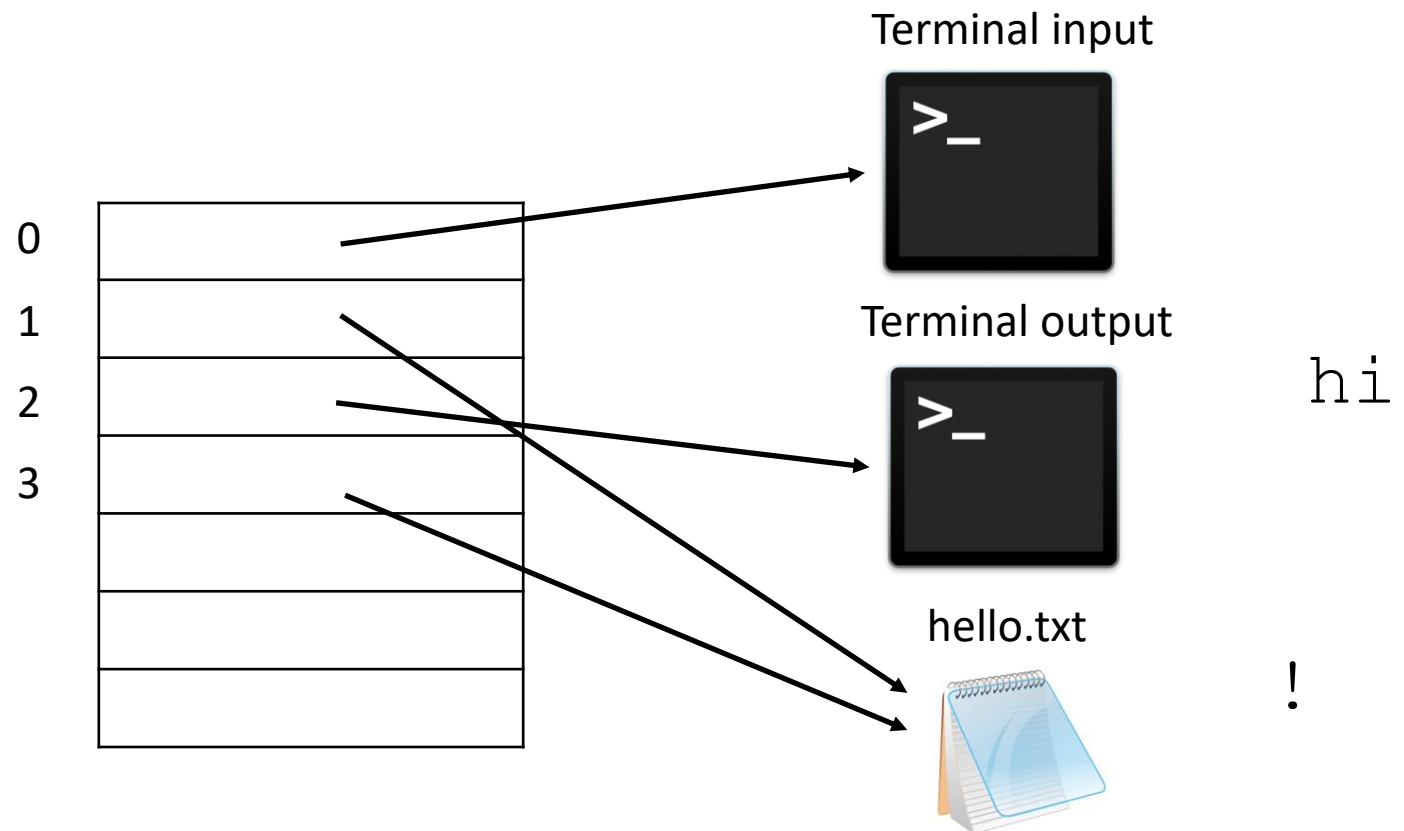 Terminal input
>_
0
1
Terminal output
hi
2
>_
3
hello.txt
!